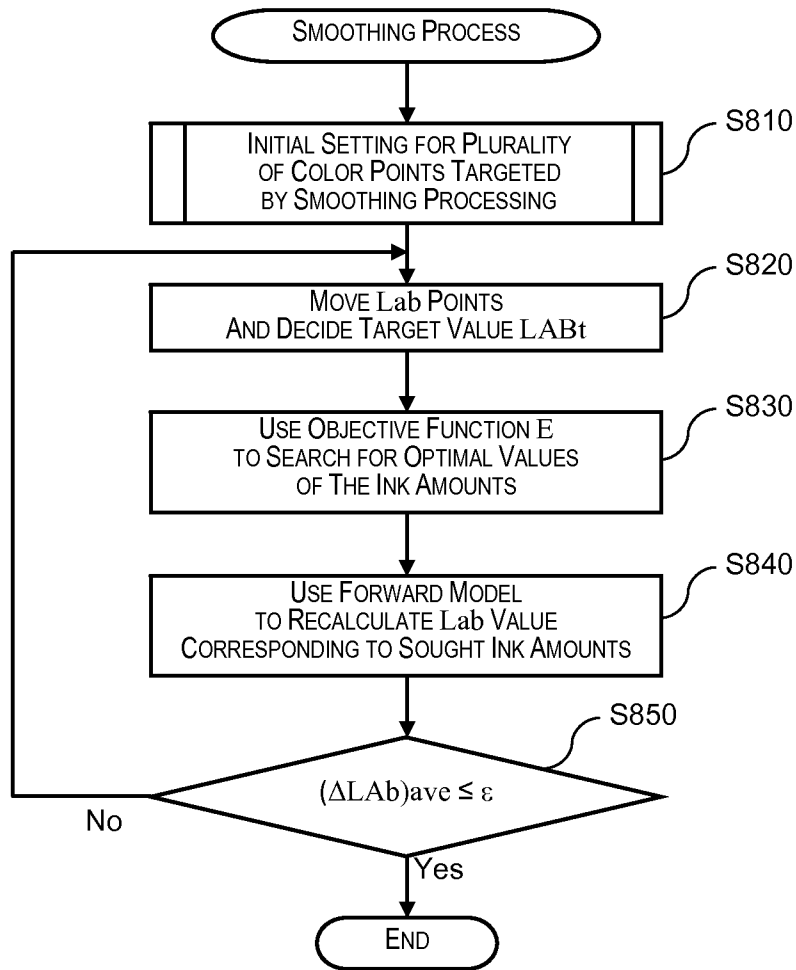 SMOOTHING PROCESS
INITIAL SETTING FOR PLURALITY
OF COLOR POINTS TARGETED
BY SMOOTHING PROCESSING
S810
MOVE Lab POINTS
AND DECIDE TARGET VALUE LABt
S820
USE OBJECTIVE FUNCTION E
TO SEARCH FOR OPTIMAL VALUES
OF THE INK AMOUNTS
S830
USE FORWARD MODEL
TO RECALCULATE Lab VALUE
CORRESPONDING TO SOUGHT INK AMOUNTS
S840
(ΔLAb)ave ≤ ε
S850
No
Yes
END